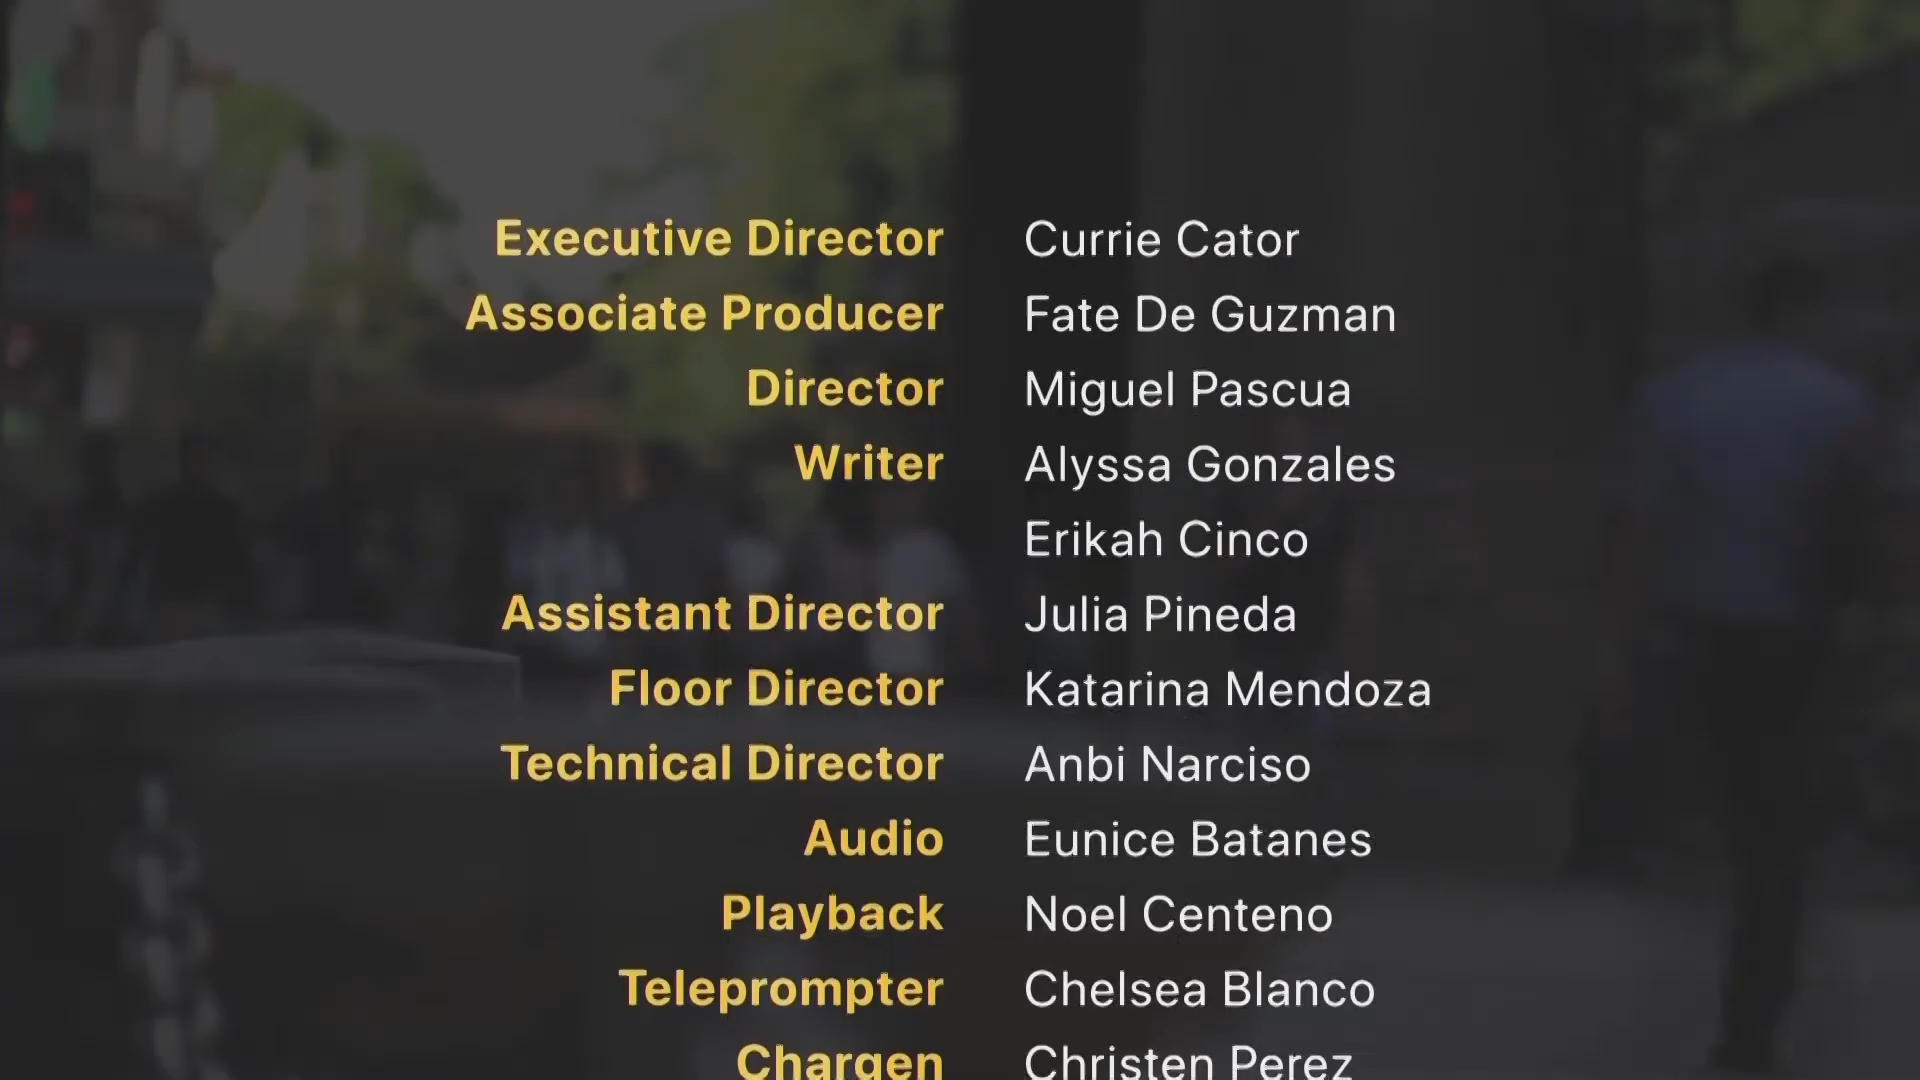 Executive Director Currie Cator
Associate Producer Fate De Guzman
Director Miguel Pascua
Writer Alyssa Gonzales
Erikah Cinco
Assistant Director Julia Pineda
Floor Director Katarina Mendoza
Technical Director Anbi Narciso
Audio Eunice Batanes
Playback Noel Centeno
Teleprompter Chelsea Blanco
Chargen Christen Perez